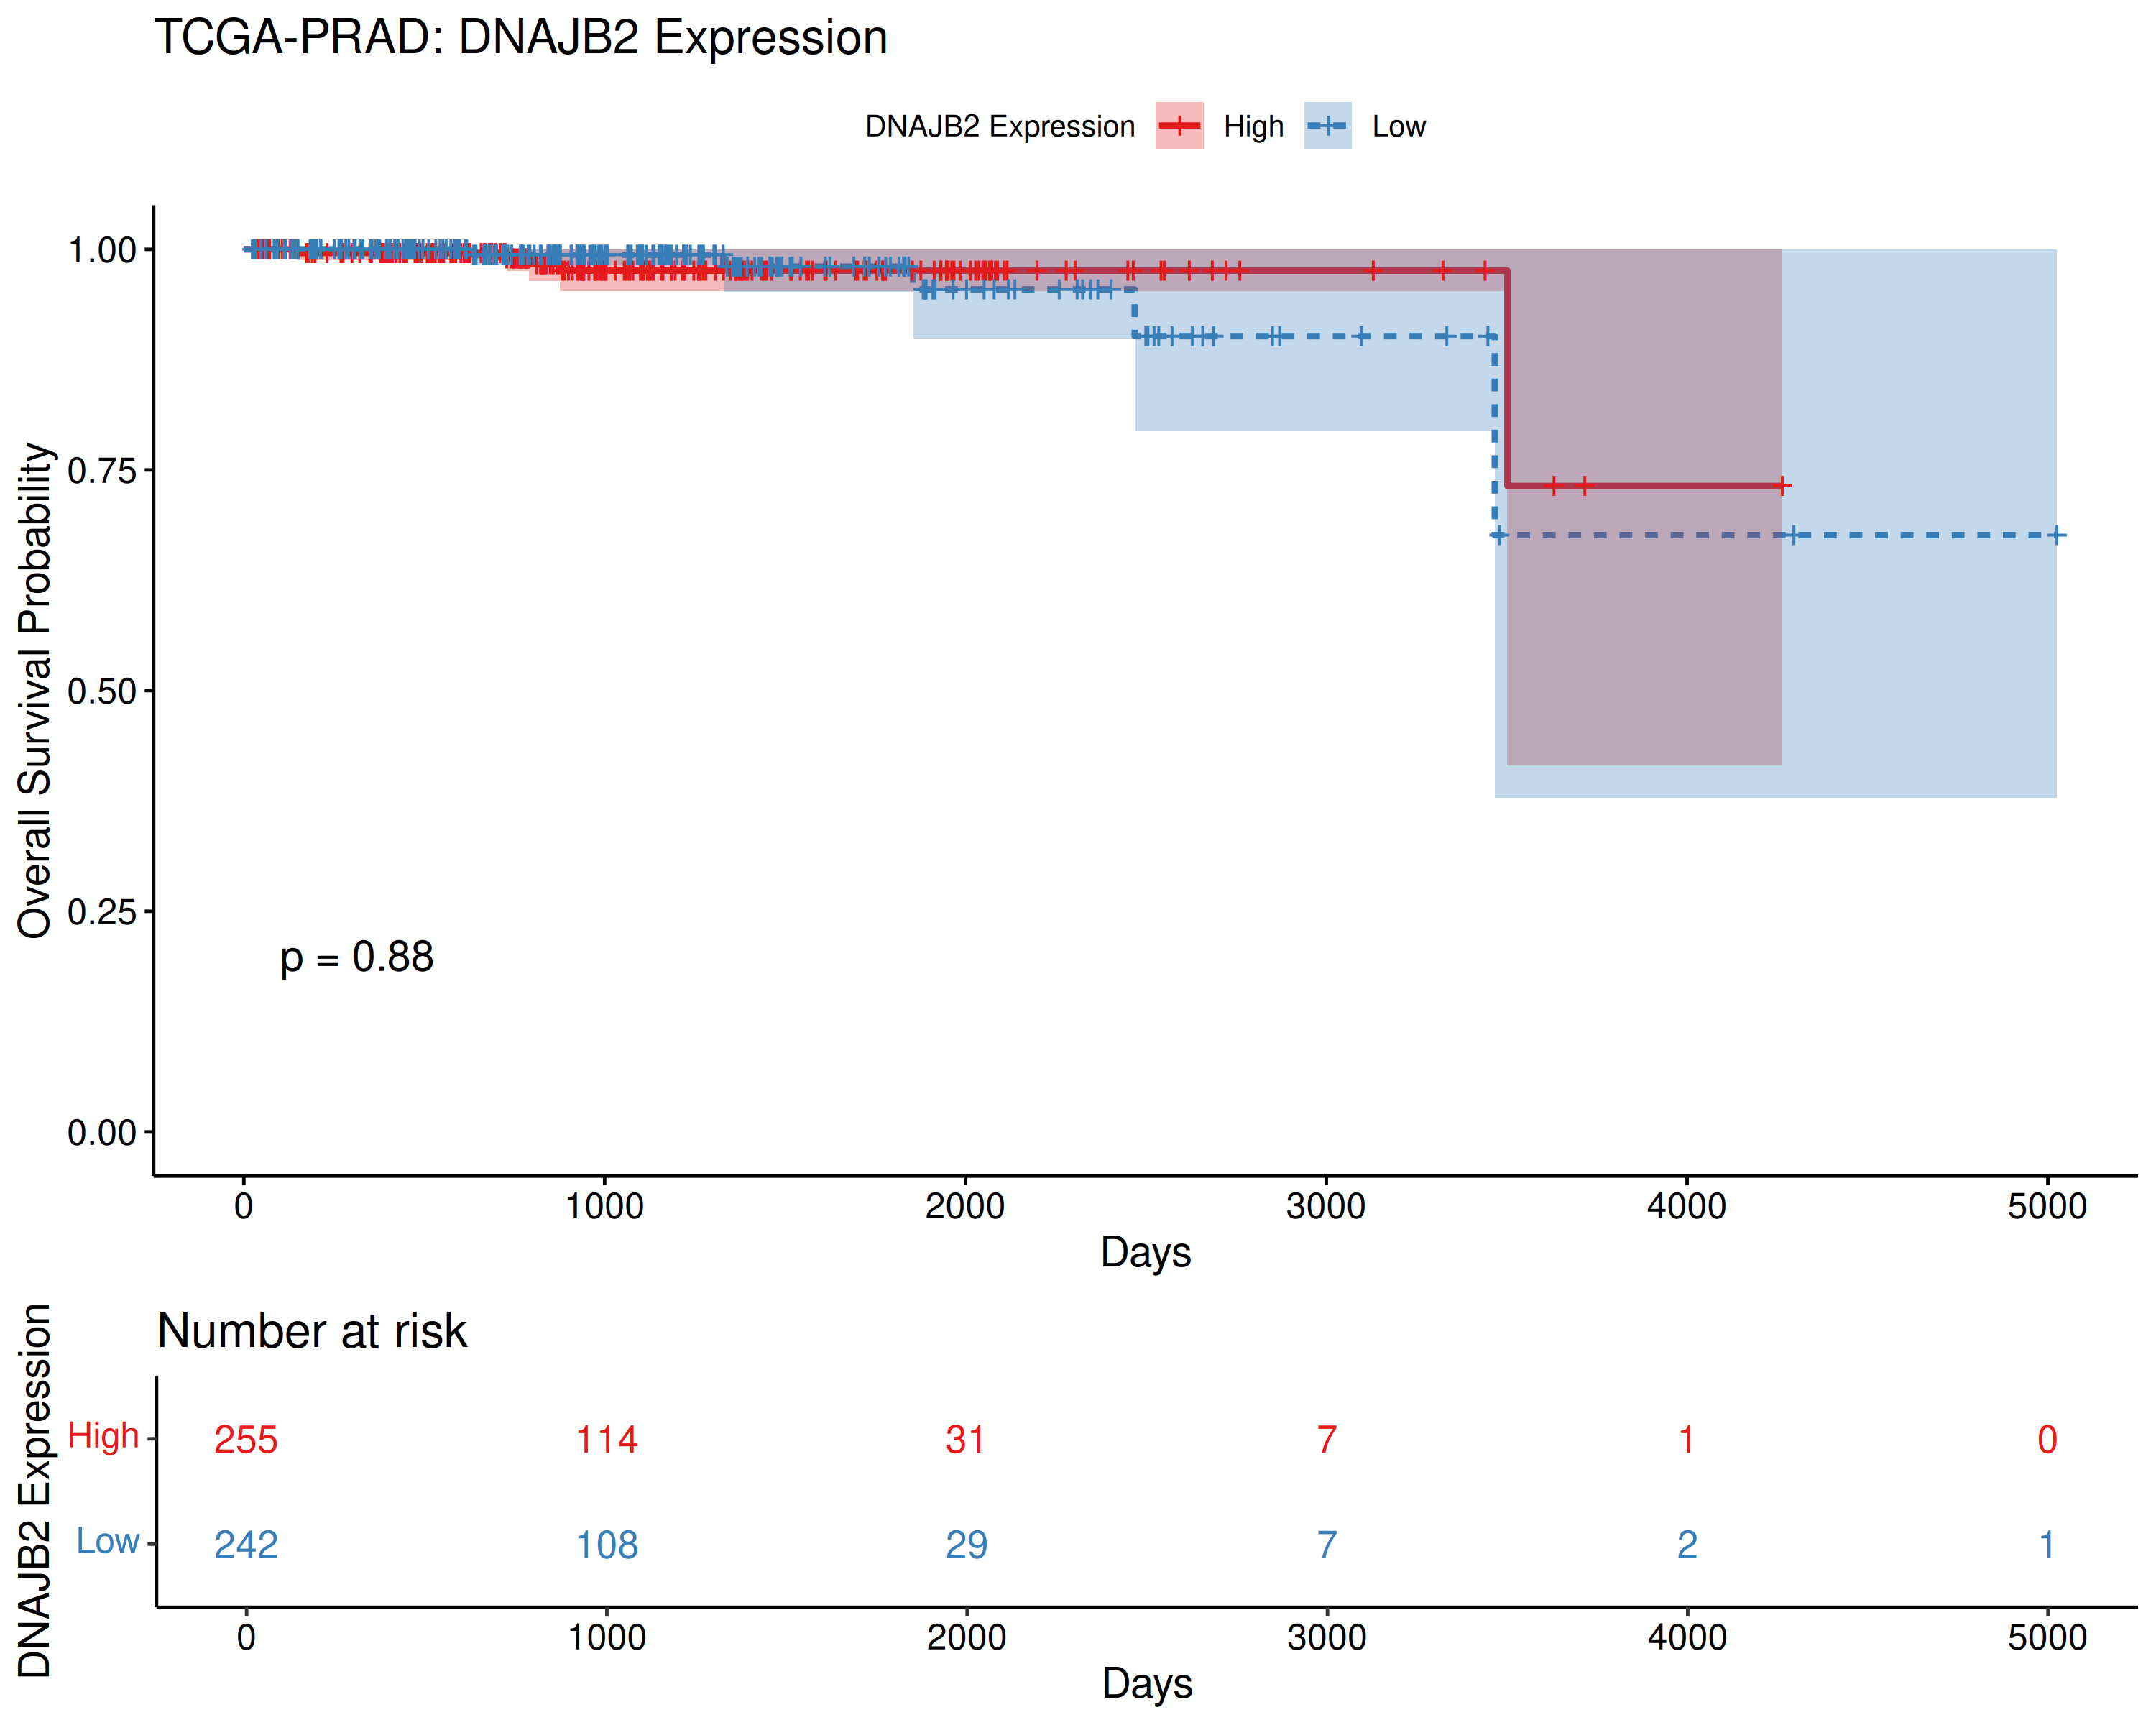 TCGA-PRAD: DNAJB2 Expression
DNAJB2 Expression High Low
Overall Survival Probability
1.00
0.75
0.50
0.25
0.00
p = 0.88
0 1000 2000 3000 4000 5000
Days
Number at risk
DNAJB2 Expression
High 255 114 31 7 1 0
Low 242 108 29 7 2 1
0 1000 2000 3000 4000 5000
Days